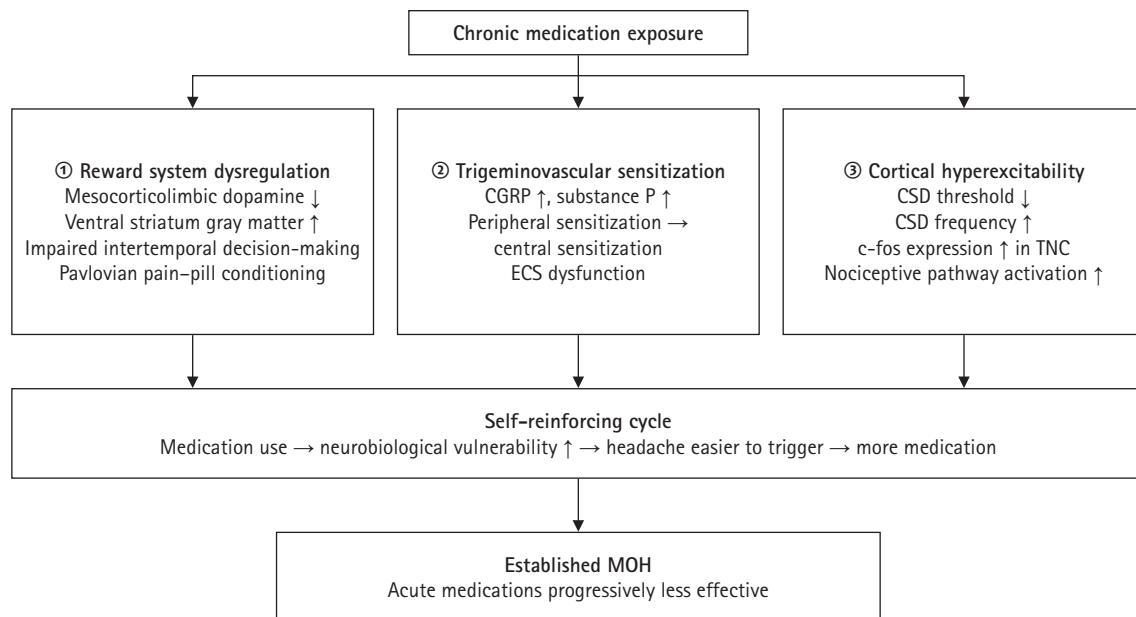 Chronic medication exposure
① Reward system dysregulation
Mesocorticolimbic dopamine ↓
Ventral striatum gray matter ↑
Impaired intertemporal decision-making
Pavlovian pain–pill conditioning
② Trigeminovascular sensitization
CGRP ↑, substance P ↑
Peripheral sensitization →
central sensitization
ECS dysfunction
③ Cortical hyperexcitability
CSD threshold ↓
CSD frequency ↑
c-fos expression ↑ in TNC
Nociceptive pathway activation ↑
Self-reinforcing cycle
Medication use → neurobiological vulnerability ↑ → headache easier to trigger → more medication
Established MOH
Acute medications progressively less effective